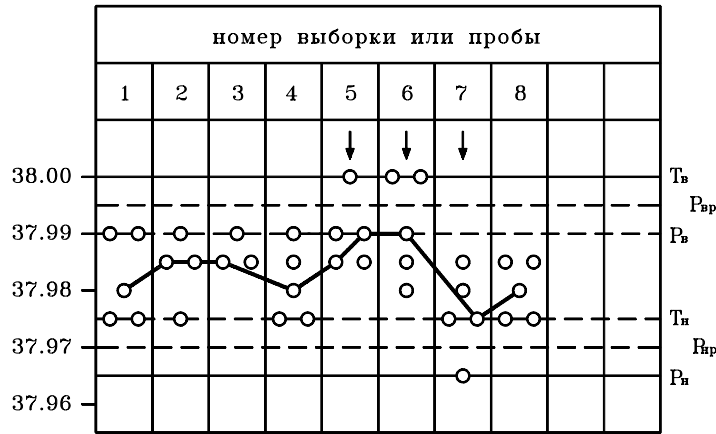 номер выборки или пробы
1 2 3 4 5 6 7 8
38.00 Тв
Рвр
37.99 Рв
37.98
Тн
37.97 Рнр
Рн
37.96